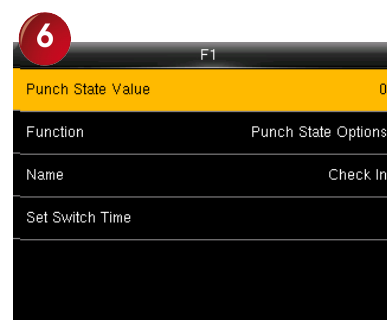 6
F1
Punch State Value 0
Function Punch State Options
Name Check In
Set Switch Time